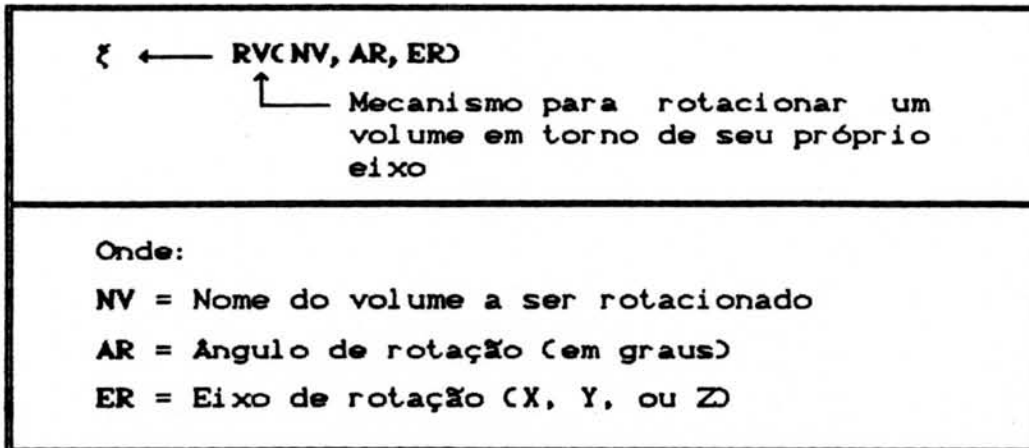 ξ ← RV(NV, AR, ER)
Mecanismo para rotacionar um
volume em torno de seu próprio
eixo
Onde:
NV = Nome do volume a ser rotacionado
AR = Ângulo de rotação (em graus)
ER = Eixo de rotação (X, Y, ou Z)